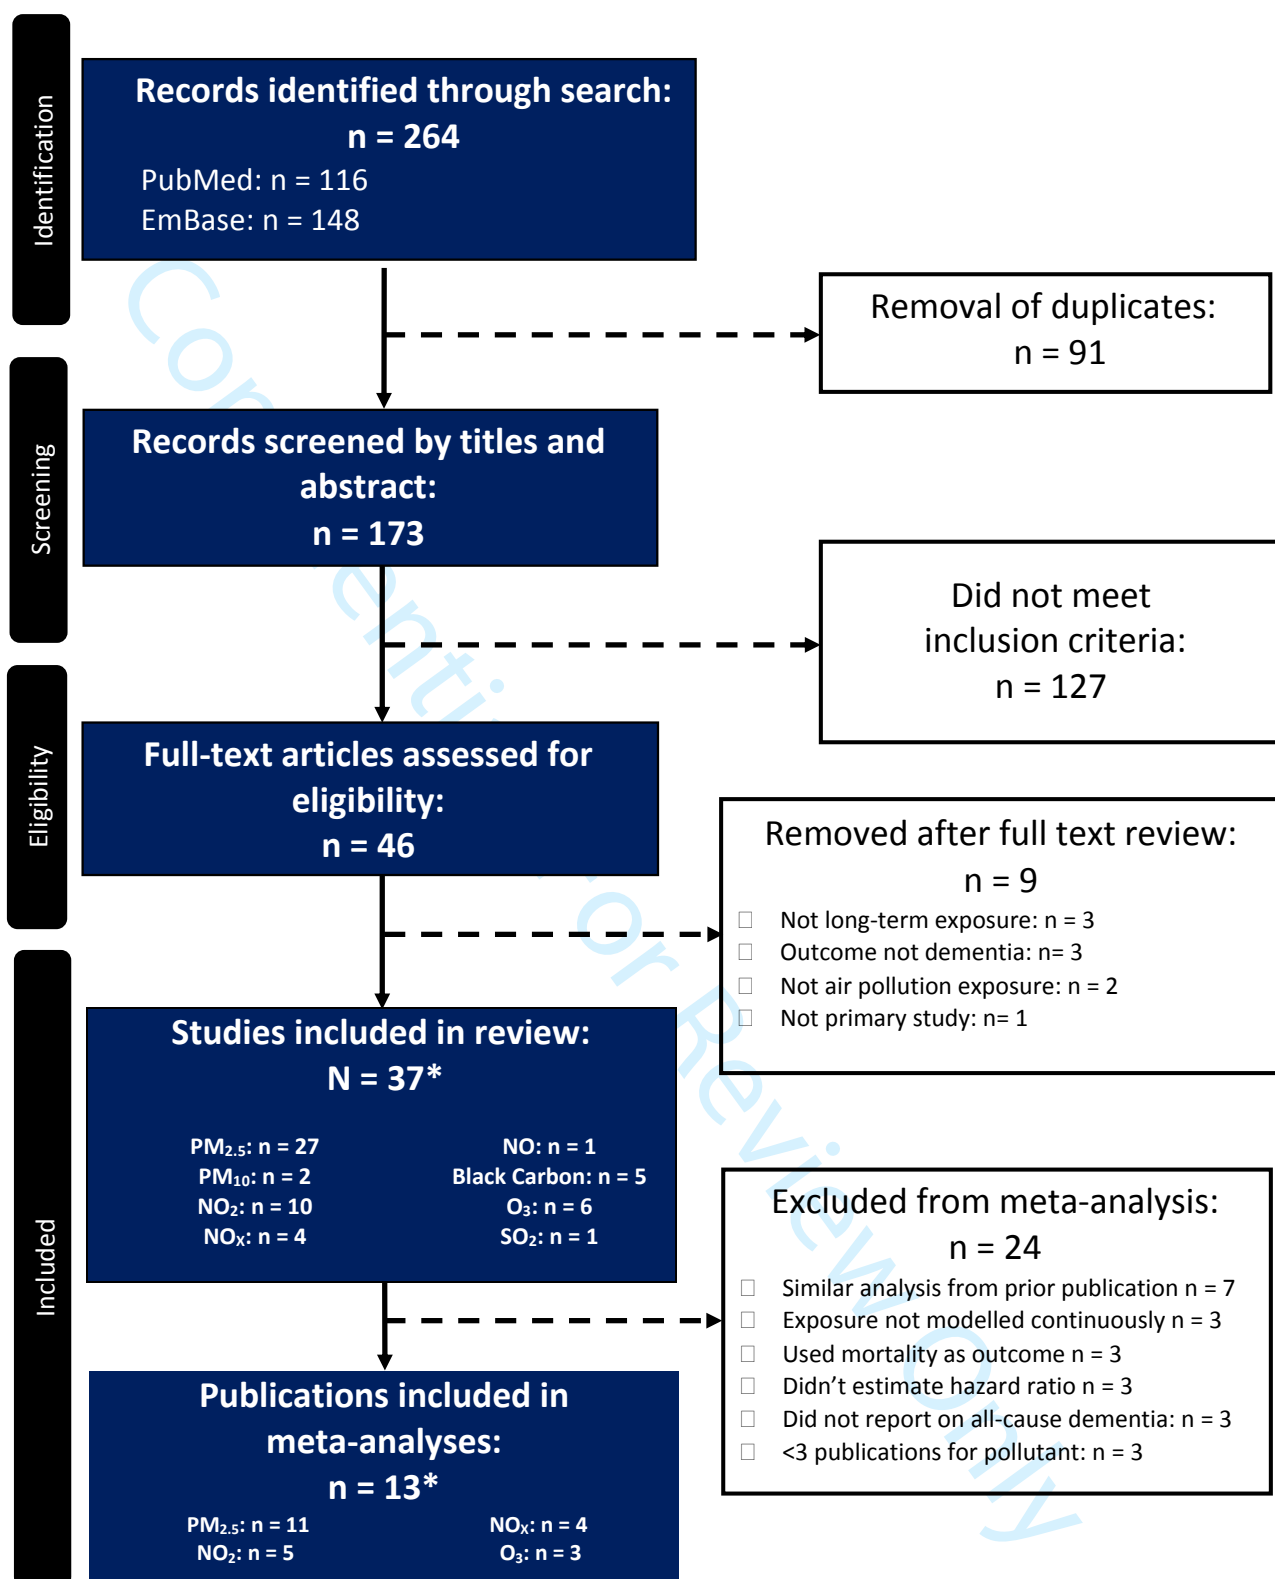 Identification
Records identified through search:
n = 264
PubMed: n = 116
EmBase: n = 148
Removal of duplicates:
n = 91
Screening
Records screened by titles and
abstract:
n = 173
Did not meet
inclusion criteria:
n = 127
Eligibility
Full-text articles assessed for
eligibility:
n = 46
Removed after full text review:
n = 9
Not long-term exposure: n = 3
Outcome not dementia: n= 3
Not air pollution exposure: n = 2
Not primary study: n= 1
Included
Studies included in review:
N = 37*
PM2.5: n = 27
PM10: n = 2
NO2: n = 10
NOX: n = 4
NO: n = 1
Black Carbon: n = 5
O3: n = 6
SO2: n = 1
Excluded from meta-analysis:
n = 24
Similar analysis from prior publication n = 7
Exposure not modelled continuously n = 3
Used mortality as outcome n = 3
Didn't estimate hazard ratio n = 3
Did not report on all-cause dementia: n = 3
<3 publications for pollutant: n = 3
Publications included in
meta-analyses:
n = 13*
PM2.5: n = 11
NO2: n = 5
NOX: n = 4
O3: n = 3
Confidential: For Review Only